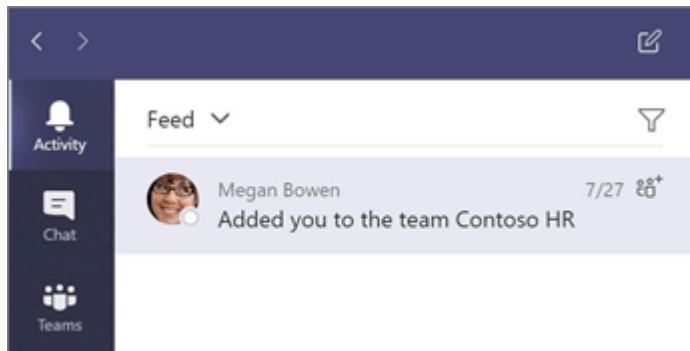 Activity
Feed
Megan Bowen 7/27
Added you to the team Contoso HR
Chat
Teams